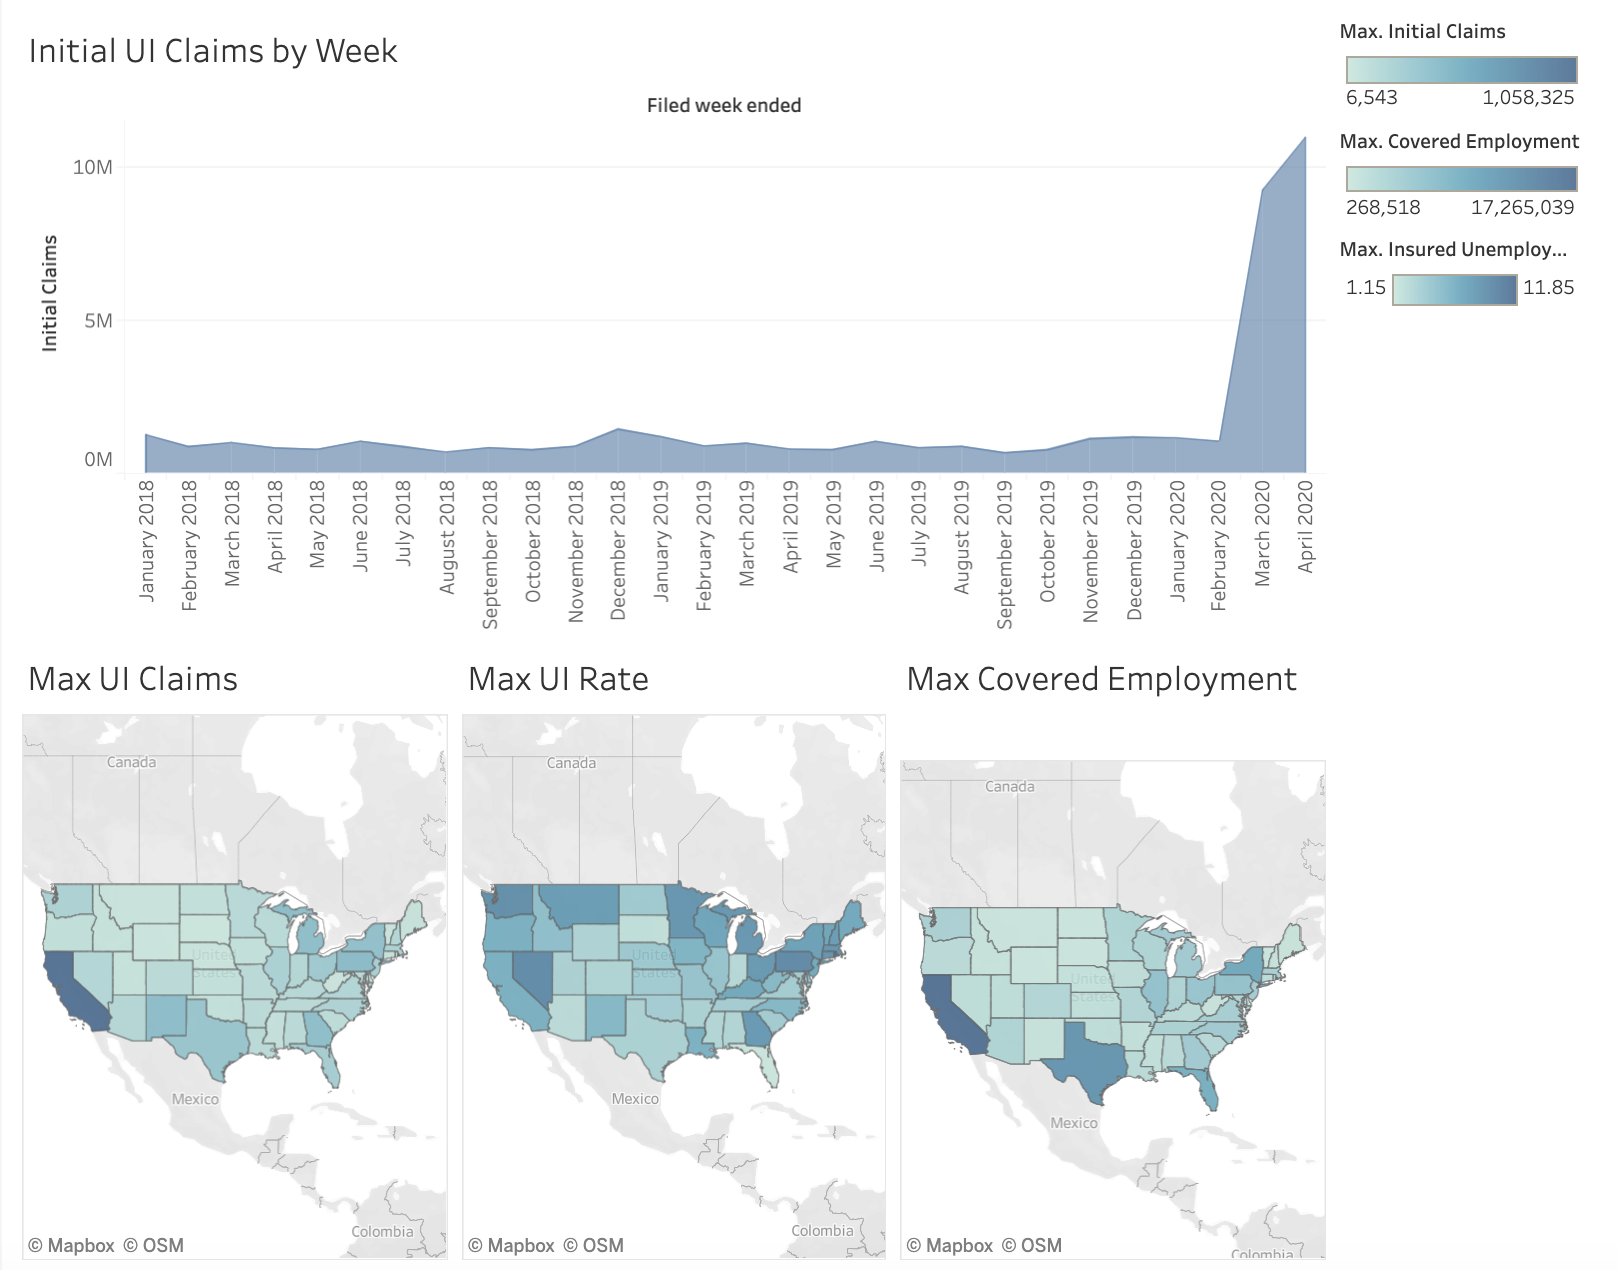 Initial UI Claims by Week
Filed week ended
Initial Claims
10M
5M
0M
January 2018
February 2018
March 2018
April 2018
May 2018
June 2018
July 2018
August 2018
September 2018
October 2018
November 2018
December 2018
January 2019
February 2019
March 2019
April 2019
May 2019
June 2019
July 2019
August 2019
September 2019
October 2019
November 2019
December 2019
January 2020
February 2020
March 2020
April 2020
Max. Initial Claims
6,543 1,058,325
Max. Covered Employment
268,518 17,265,039
Max. Insured Unemploy...
1.15 11.85
Max UI Claims
Canada
United
States
Mexico
Colombia
© Mapbox © OSM
Max UI Rate
Canada
United
States
Mexico
Colombia
© Mapbox © OSM
Max Covered Employment
Canada
United
States
Mexico
Colombia
© Mapbox © OSM